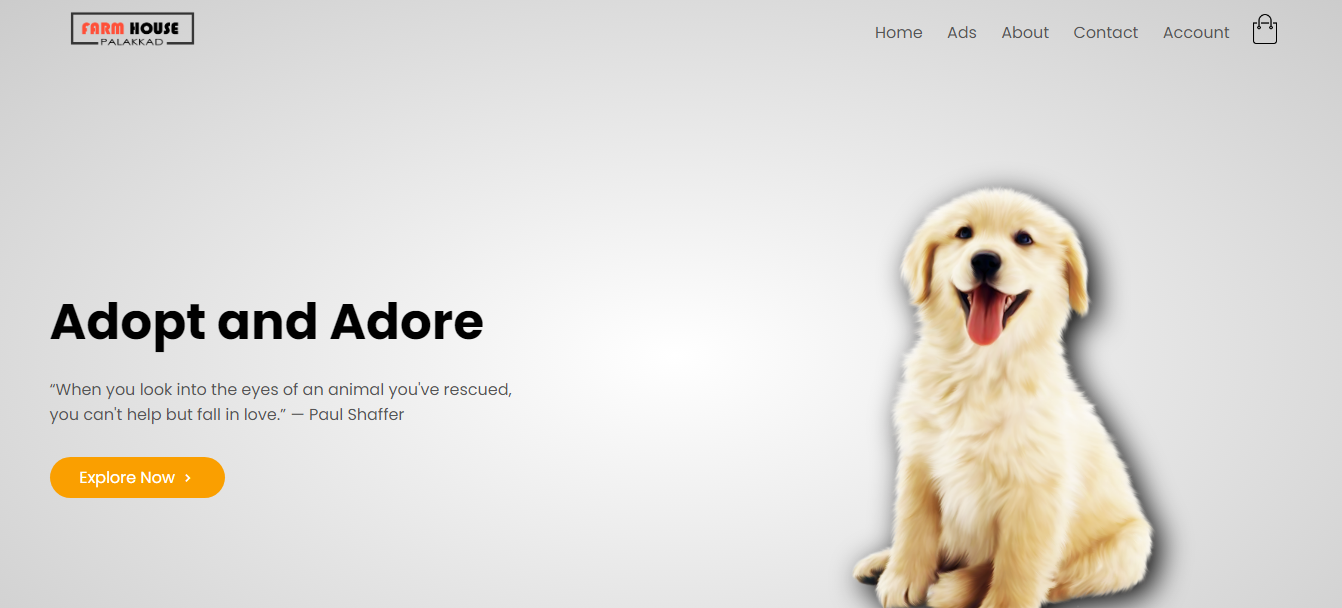 FARM HOUSE
PALAKKAD
Home Ads About Contact Account
Adopt and Adore
“When you look into the eyes of an animal you've rescued,
you can't help but fall in love.” — Paul Shaffer
Explore Now ›